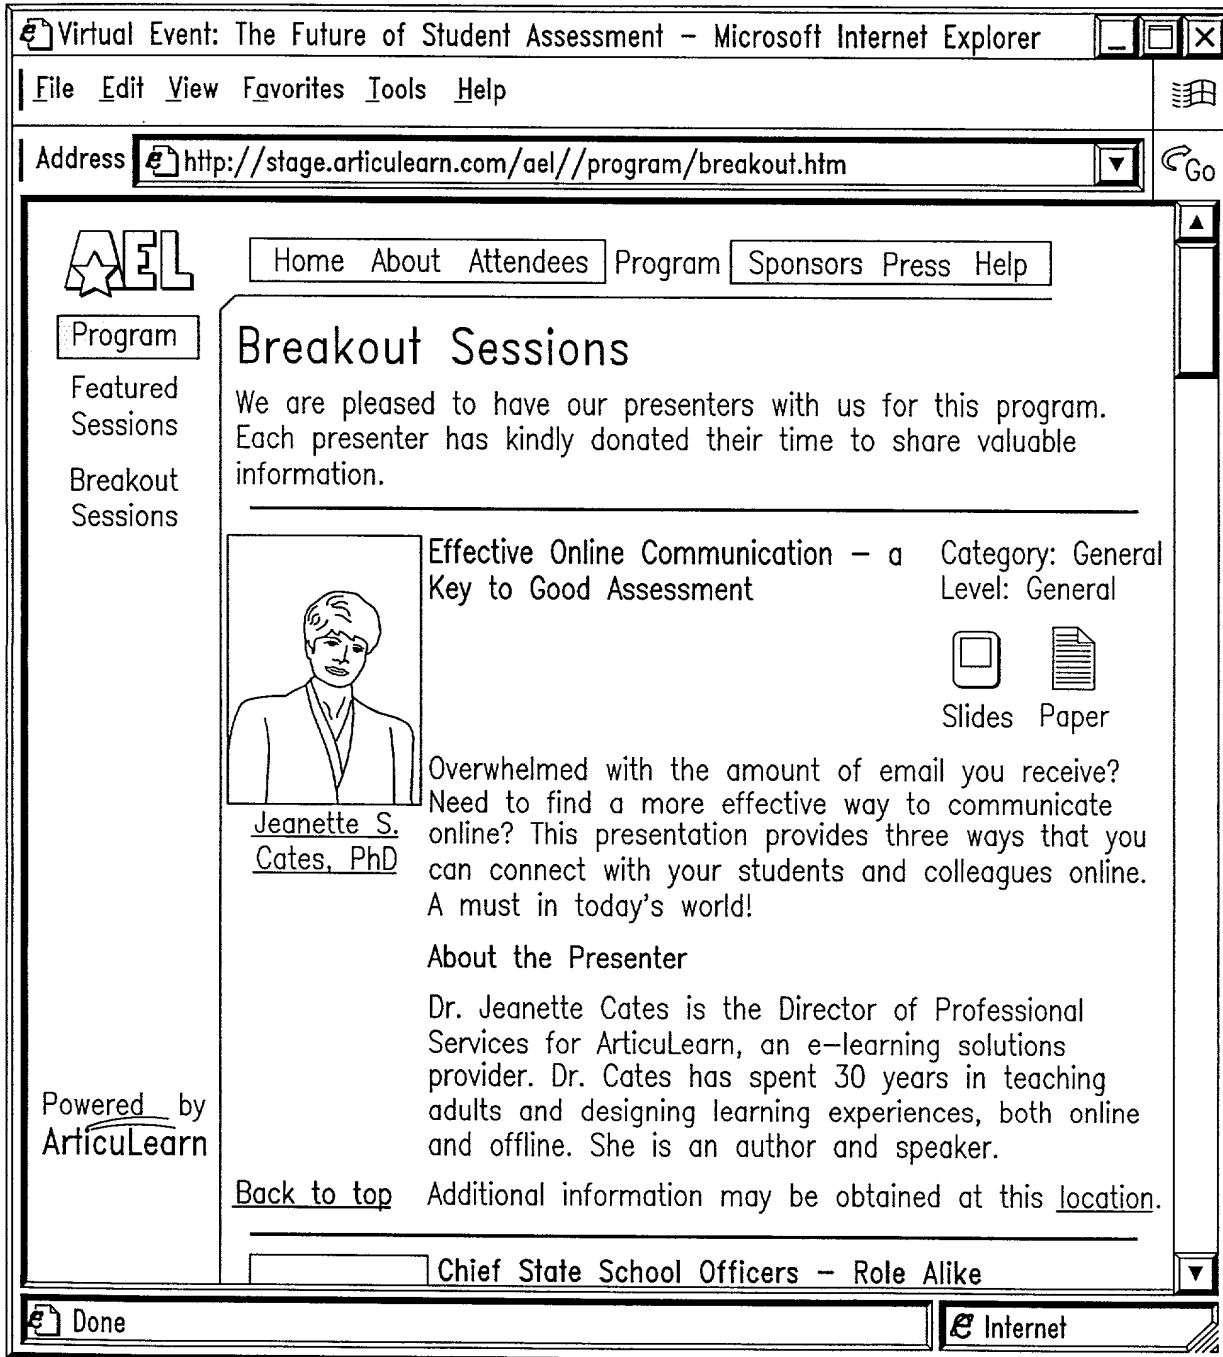 Virtual Event: The Future of Student Assessment – Microsoft Internet Explorer
File Edit View Favorites Tools Help
Address http://stage.articulearn.com/ael//program/breakout.htm Go
AEL
Home About Attendees Program Sponsors Press Help
Program
Featured
Sessions
Breakout
Sessions
Breakout Sessions
We are pleased to have our presenters with us for this program.
Each presenter has kindly donated their time to share valuable
information.
Effective Online Communication – a
Key to Good Assessment
Category: General
Level: General
Slides Paper
Jeanette S.
Cates, PhD
Overwhelmed with the amount of email you receive?
Need to find a more effective way to communicate
online? This presentation provides three ways that you
can connect with your students and colleagues online.
A must in today's world!
About the Presenter
Dr. Jeanette Cates is the Director of Professional
Services for ArticuLearn, an e–learning solutions
provider. Dr. Cates has spent 30 years in teaching
adults and designing learning experiences, both online
and offline. She is an author and speaker.
Powered by
ArticuLearn
Back to top Additional information may be obtained at this location.
Chief State School Officers – Role Alike
Done Internet